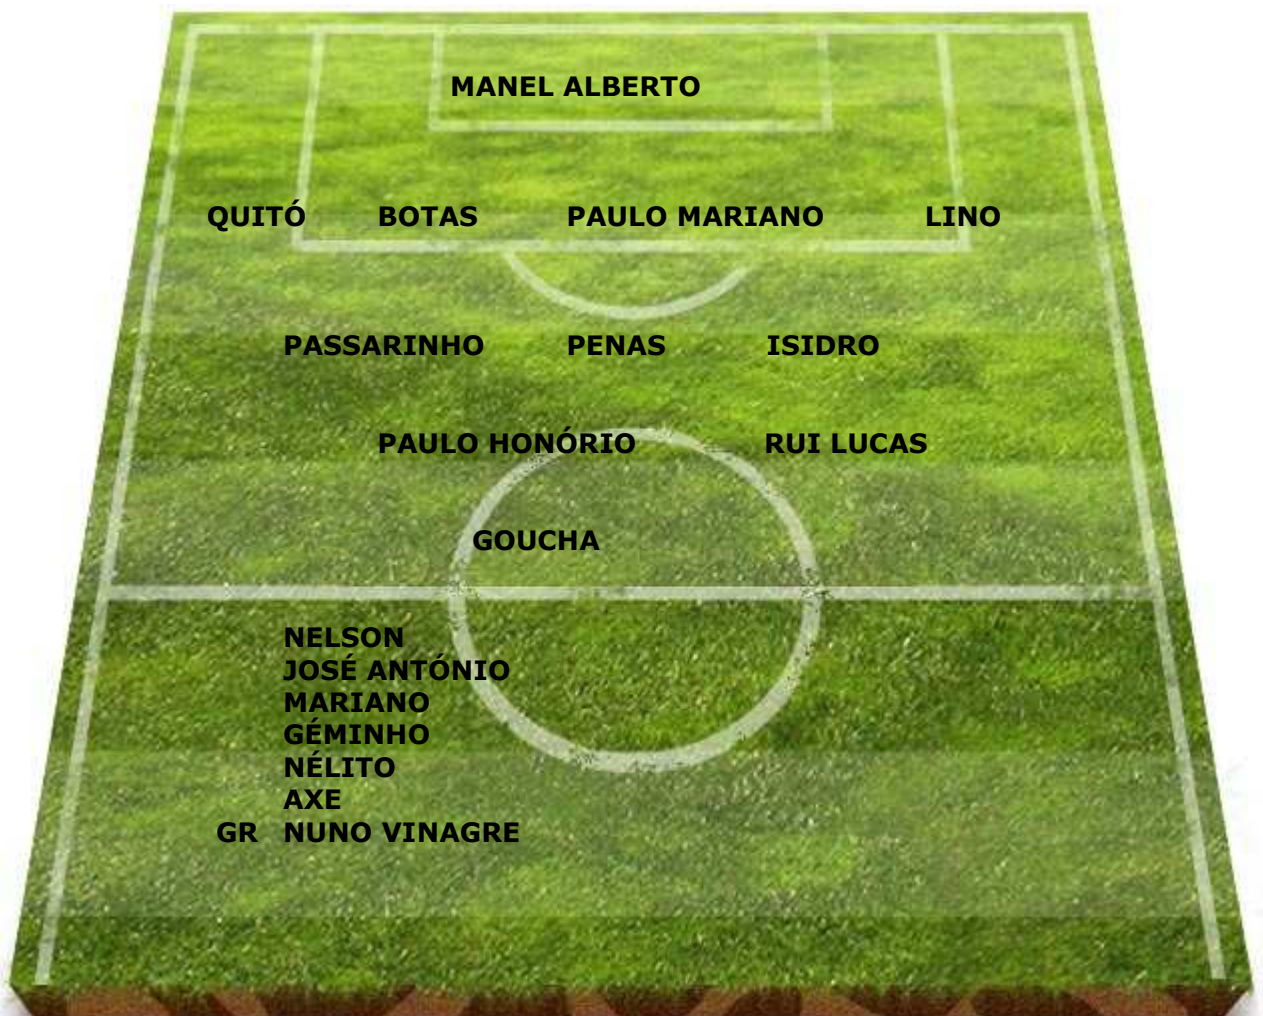 MANEL ALBERTO
QUITÓ BOTAS PAULO MARIANO LINO
PASSARINHO PENAS ISIDRO
PAULO HONÓRIO RUI LUCAS
GOUCHA
NELSON
JOSÉ ANTÓNIO
MARIANO
GÉMINHO
NÉLITO
AXE
GR NUNO VINAGRE